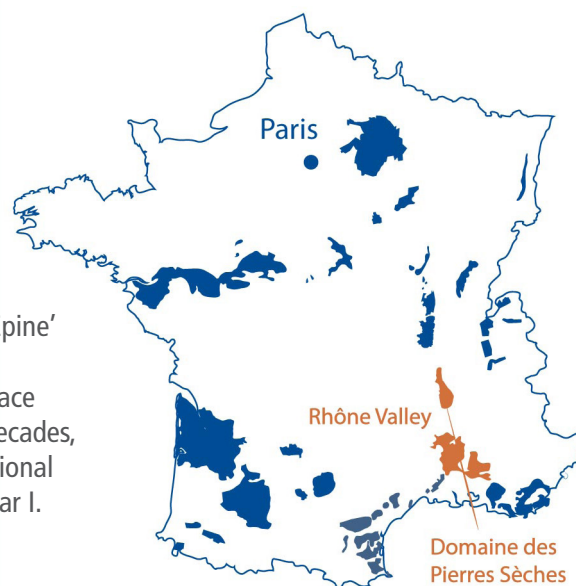 Paris
pine’
ace
ecades,
Rhône Valley
ional
ar I.
Domaine des
Pierres Sèches